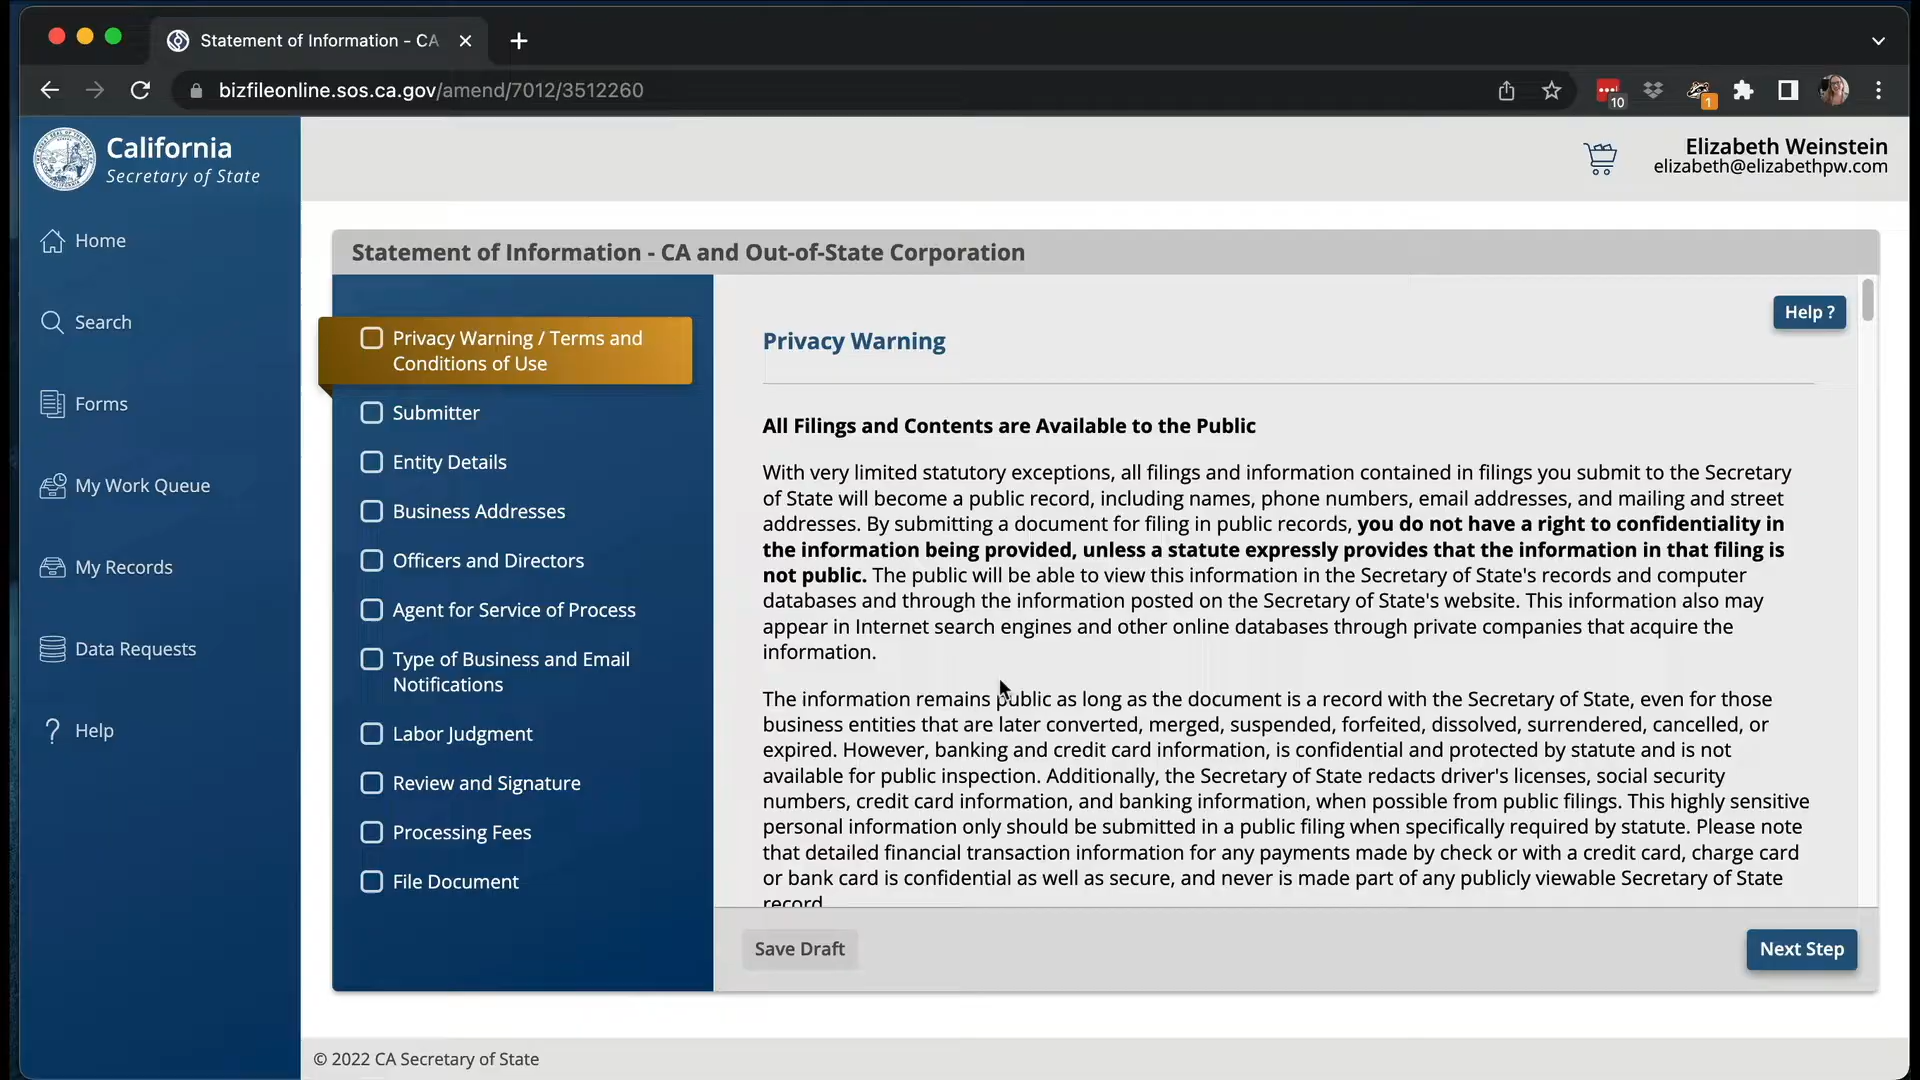 Statement of Information - CA
bizfileonline.sos.ca.gov/amend/7012/3512260
10
1
California
Secretary of State
Elizabeth Weinstein
elizabeth@elizabethpw.com
Home
Search
Forms
My Work Queue
My Records
Data Requests
Help
Statement of Information - CA and Out-of-State Corporation
Privacy Warning / Terms and
Conditions of Use
Submitter
Entity Details
Business Addresses
Officers and Directors
Agent for Service of Process
Type of Business and Email
Notifications
Labor Judgment
Review and Signature
Processing Fees
File Document
Help ?
Privacy Warning
All Filings and Contents are Available to the Public
With very limited statutory exceptions, all filings and information contained in filings you submit to the Secretary
of State will become a public record, including names, phone numbers, email addresses, and mailing and street
addresses. By submitting a document for filing in public records, you do not have a right to confidentiality in
the information being provided, unless a statute expressly provides that the information in that filing is
not public. The public will be able to view this information in the Secretary of State's records and computer
databases and through the information posted on the Secretary of State's website. This information also may
appear in Internet search engines and other online databases through private companies that acquire the
information.
The information remains public as long as the document is a record with the Secretary of State, even for those
business entities that are later converted, merged, suspended, forfeited, dissolved, surrendered, cancelled, or
expired. However, banking and credit card information, is confidential and protected by statute and is not
available for public inspection. Additionally, the Secretary of State redacts driver's licenses, social security
numbers, credit card information, and banking information, when possible from public filings. This highly sensitive
personal information only should be submitted in a public filing when specifically required by statute. Please note
that detailed financial transaction information for any payments made by check or with a credit card, charge card
or bank card is confidential as well as secure, and never is made part of any publicly viewable Secretary of State
record.
Save Draft
Next Step
© 2022 CA Secretary of State